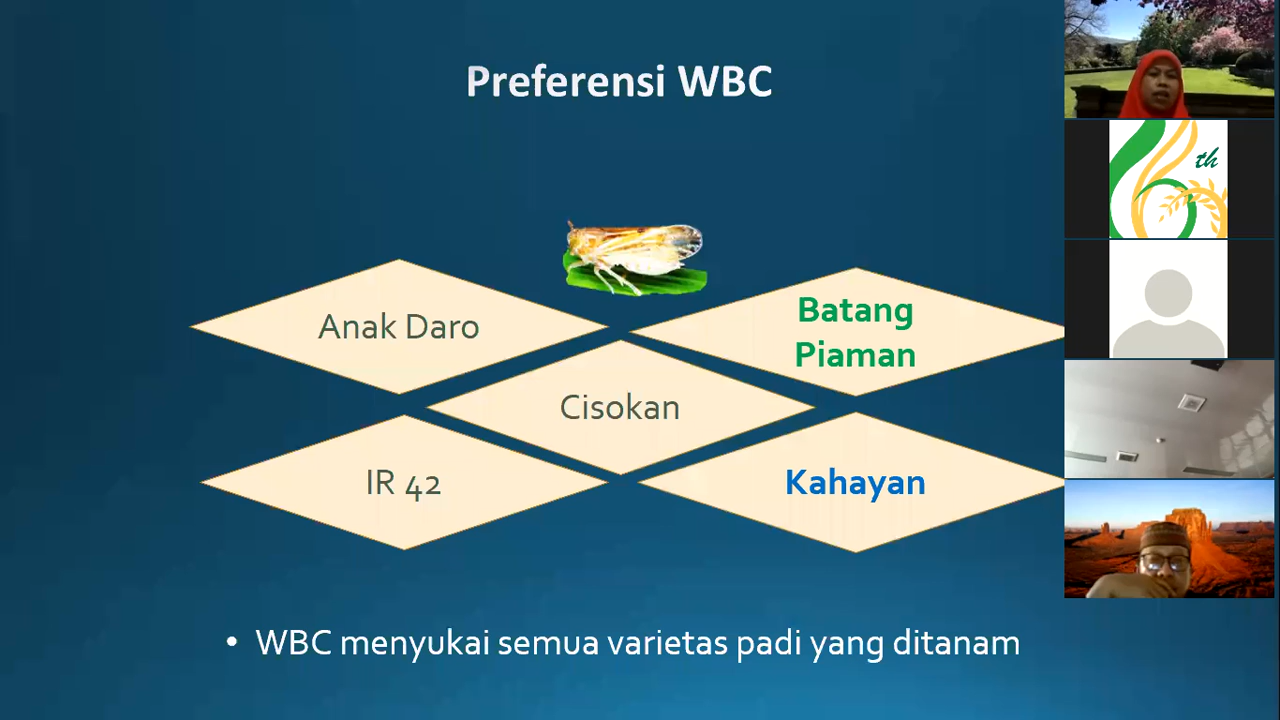 Preferensi WBC
Anak Daro
Batang
Piaman
Cisokan
IR 42
Kahayan
• WBC menyukai semua varietas padi yang ditanam
th